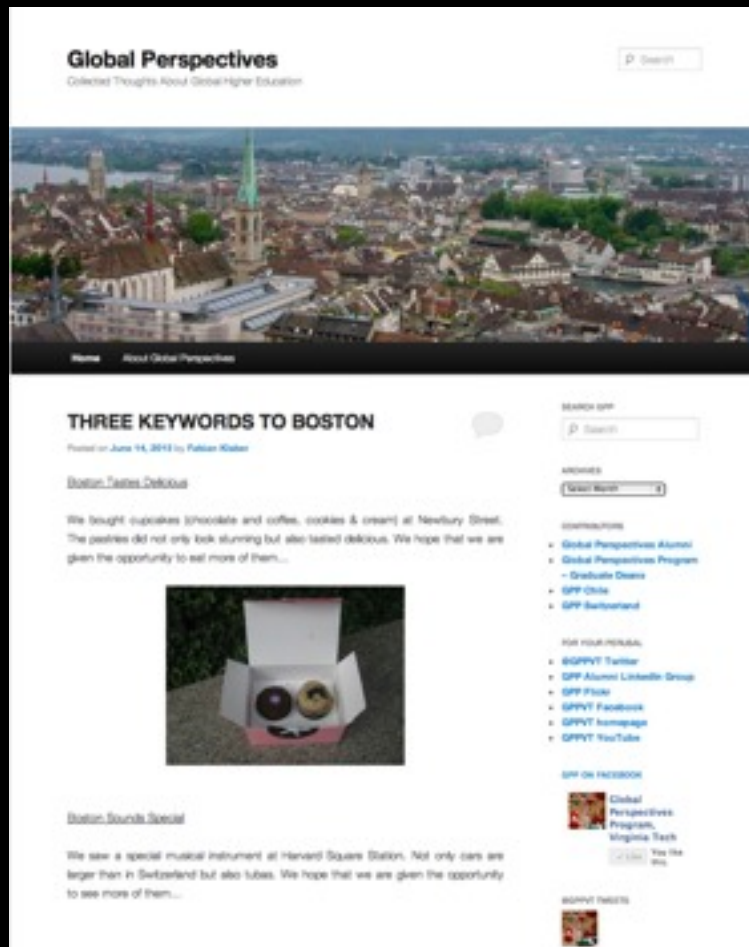 Global Perspectives
Collected Thoughts About Global Higher Education
Search
Home About Global Perspectives
THREE KEYWORDS TO BOSTON
Posted on June 14, 2013 by Fabian
Boston Tastes Delicious
We bought cupcakes (chocolate and coffee, cookies & cream) at Newbury Street.
The pastries did not only look stunning but also tasted delicious. We hope that we are
given the opportunity to eat more of them...
Boston Sounds Special
We saw a special musical instrument at Harvard Square Station. Not only cars are
larger than in Switzerland but also tubas. We hope that we are given the opportunity
to see more of them...
SEARCH GPP
Search
ARCHIVES
Select Month
CONTRIBUTORS
Global Perspectives Alumni
Global Perspectives Program
– Graduate Deans
GPP Chile
GPP Switzerland
FOR YOUR PERUSAL
@GPPVT Twitter
GPP Alumni LinkedIn Group
GPP Flickr
GPPVT Facebook
GPPVT homepage
GPPVT YouTube
GPP ON FACEBOOK
Global
Perspectives
Program,
Virginia Tech
Like You like
this.
@GPPVT TWEETS